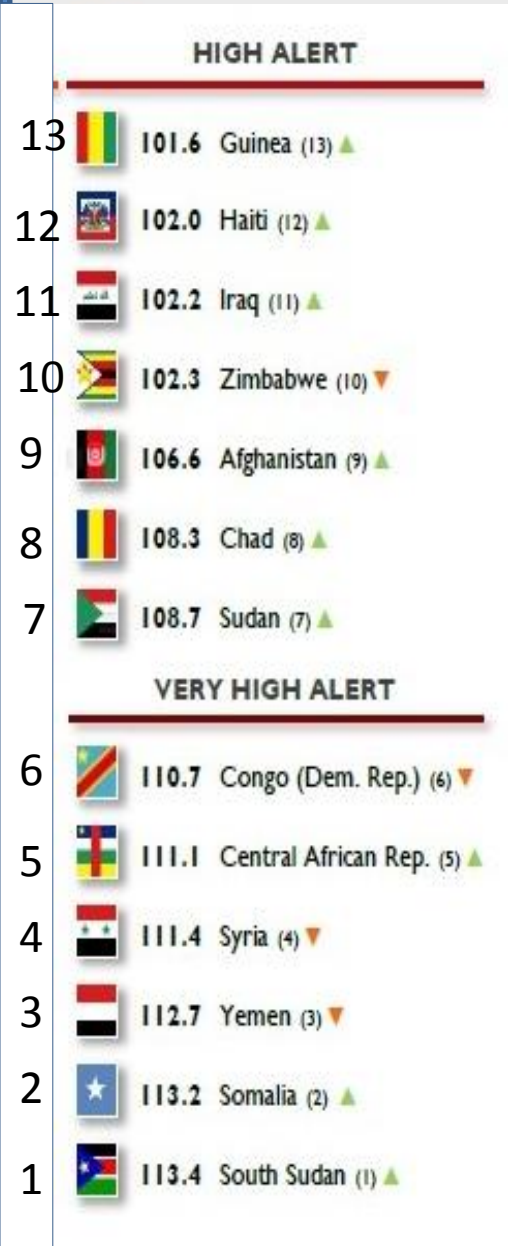 HIGH ALERT
13 101.6 Guinea (13) ▲
12 102.0 Haiti (12) ▲
11 102.2 Iraq (11) ▲
10 102.3 Zimbabwe (10) ▼
9 106.6 Afghanistan (9) ▲
8 108.3 Chad (8) ▲
7 108.7 Sudan (7) ▲
VERY HIGH ALERT
6 110.7 Congo (Dem. Rep.) (6) ▼
5 111.1 Central African Rep. (5) ▲
4 111.4 Syria (4) ▼
3 112.7 Yemen (3) ▼
2 113.2 Somalia (2) ▲
1 113.4 South Sudan (1) ▲